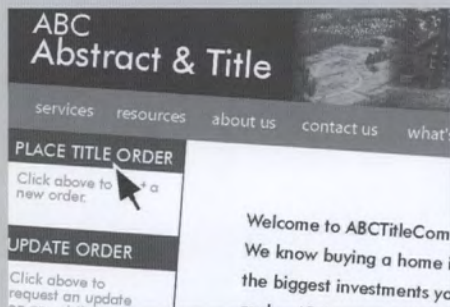 ABC
Abstract & Title
services resources about us contact us what's
PLACE TITLE ORDER
Click above to a
new order.
UPDATE ORDER
Click above to
request an update
Welcome to ABCTitleCom
We know buying a home i
the biggest investments yo